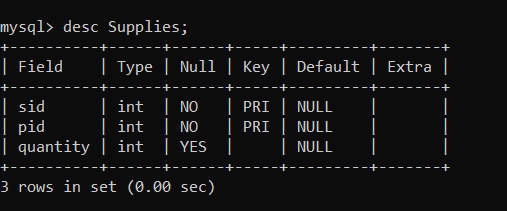 mysql> desc Supplies;
+----------+------+------+-----+---------+-------+
| Field    | Type | Null | Key | Default | Extra |
+----------+------+------+-----+---------+-------+
| sid      | int  | NO   | PRI | NULL    |       |
| pid      | int  | NO   | PRI | NULL    |       |
| quantity | int  | YES  |     | NULL    |       |
+----------+------+------+-----+---------+-------+
3 rows in set (0.00 sec)